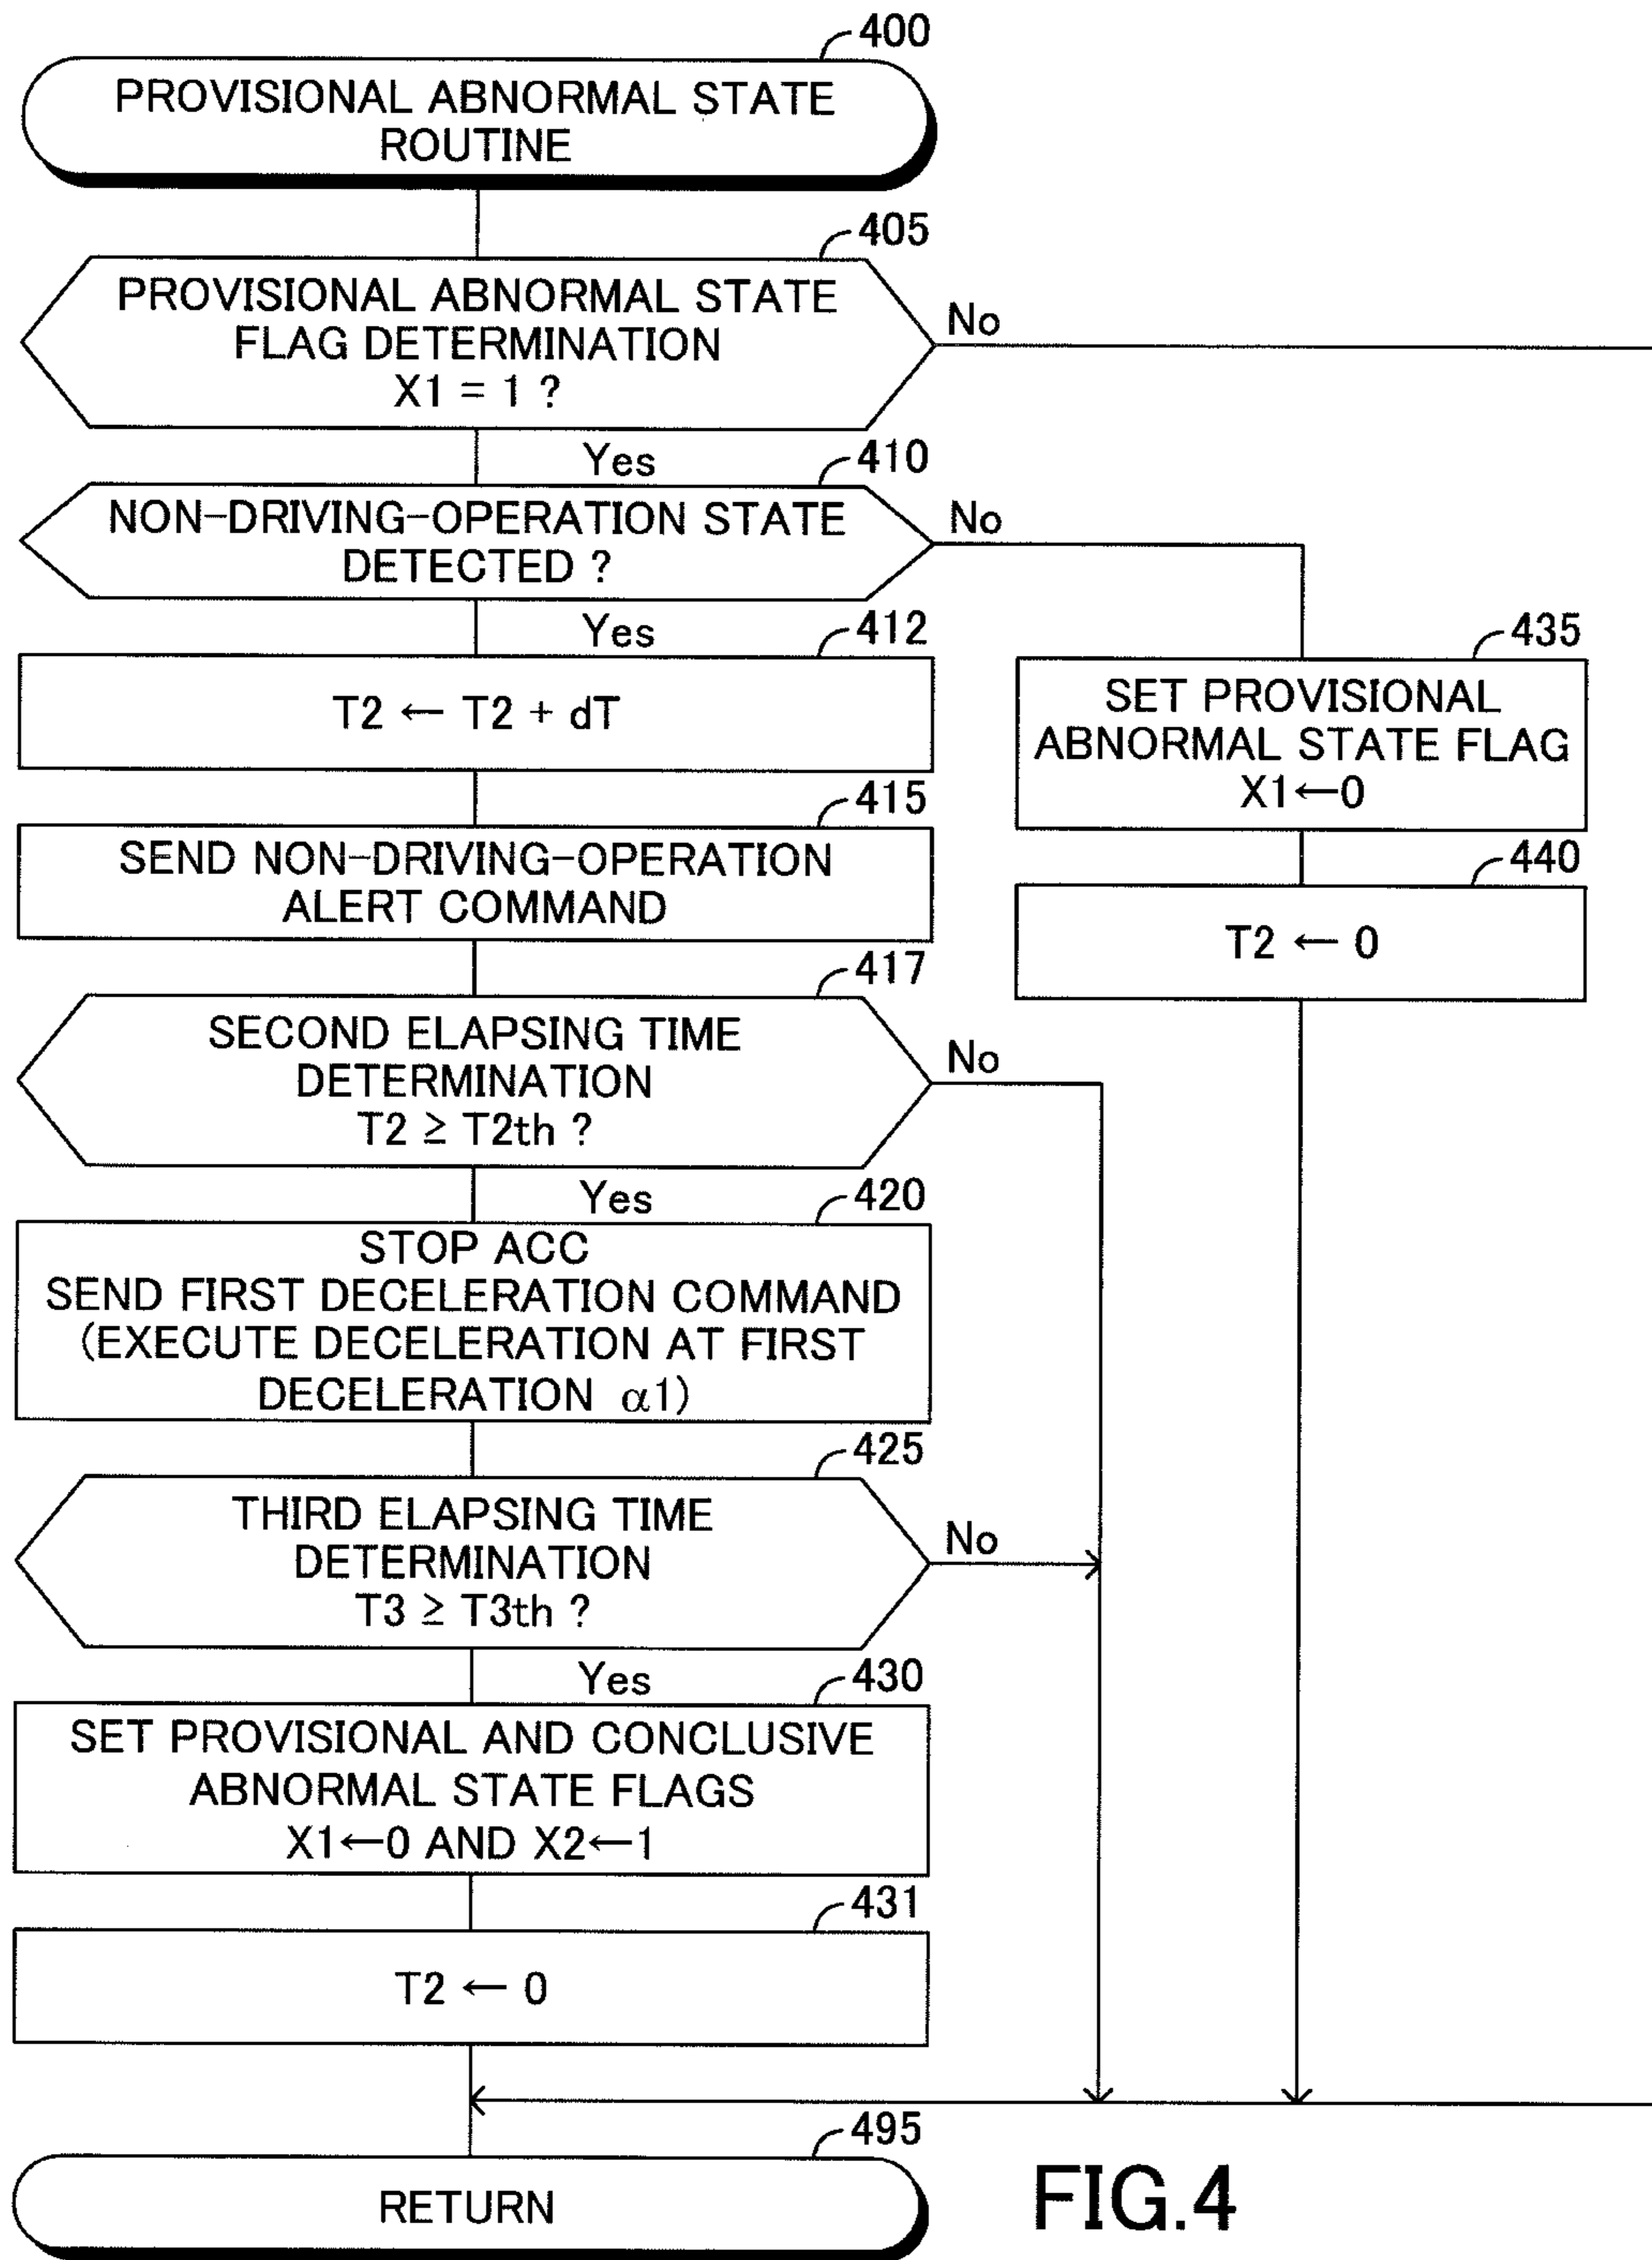 400
PROVISIONAL ABNORMAL STATE
ROUTINE
405
PROVISIONAL ABNORMAL STATE
FLAG DETERMINATION
X1 = 1 ?
No
Yes
410
NON-DRIVING-OPERATION STATE
DETECTED ?
No
Yes
412
T2 ← T2 + dT
435
SET PROVISIONAL
ABNORMAL STATE FLAG
X1←0
415
SEND NON-DRIVING-OPERATION
ALERT COMMAND
440
T2 ← 0
417
SECOND ELAPSING TIME
DETERMINATION
T2 ≥ T2th ?
No
Yes
420
STOP ACC
SEND FIRST DECELERATION COMMAND
(EXECUTE DECELERATION AT FIRST
DECELERATION α1)
425
THIRD ELAPSING TIME
DETERMINATION
T3 ≥ T3th ?
No
Yes
430
SET PROVISIONAL AND CONCLUSIVE
ABNORMAL STATE FLAGS
X1←0 AND X2←1
431
T2 ← 0
495
RETURN
FIG.4